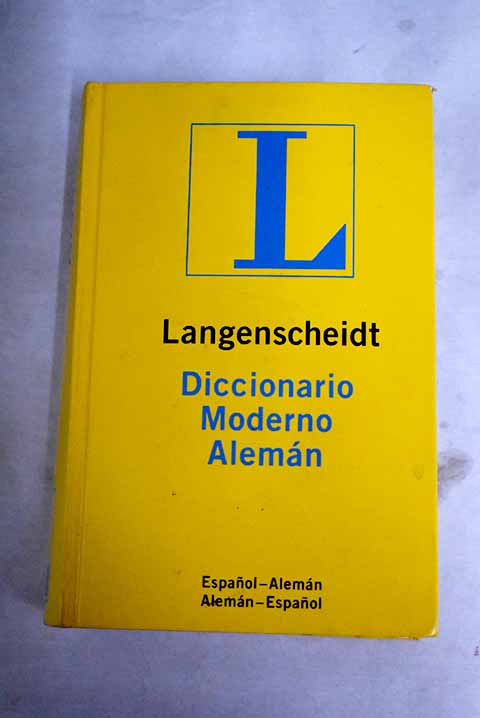 L
Langenscheidt
Diccionario
Moderno
Alemán
Español–Alemán
Alemán–Español